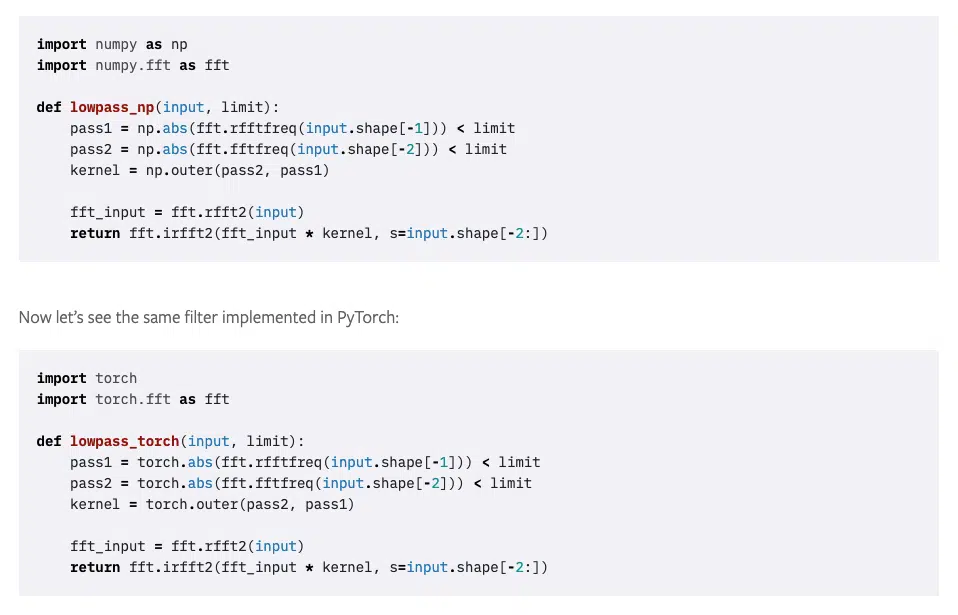 import numpy as np
import numpy.fft as fft
def lowpass_np(input, limit):
    pass1 = np.abs(fft.rfftfreq(input.shape[-1])) < limit
    pass2 = np.abs(fft.fftfreq(input.shape[-2])) < limit
    kernel = np.outer(pass2, pass1)
    fft_input = fft.rfft2(input)
    return fft.irfft2(fft_input * kernel, s=input.shape[-2:])
Now let’s see the same filter implemented in PyTorch:
import torch
import torch.fft as fft
def lowpass_torch(input, limit):
    pass1 = torch.abs(fft.rfftfreq(input.shape[-1])) < limit
    pass2 = torch.abs(fft.fftfreq(input.shape[-2])) < limit
    kernel = torch.outer(pass2, pass1)
    fft_input = fft.rfft2(input)
    return fft.irfft2(fft_input * kernel, s=input.shape[-2:])